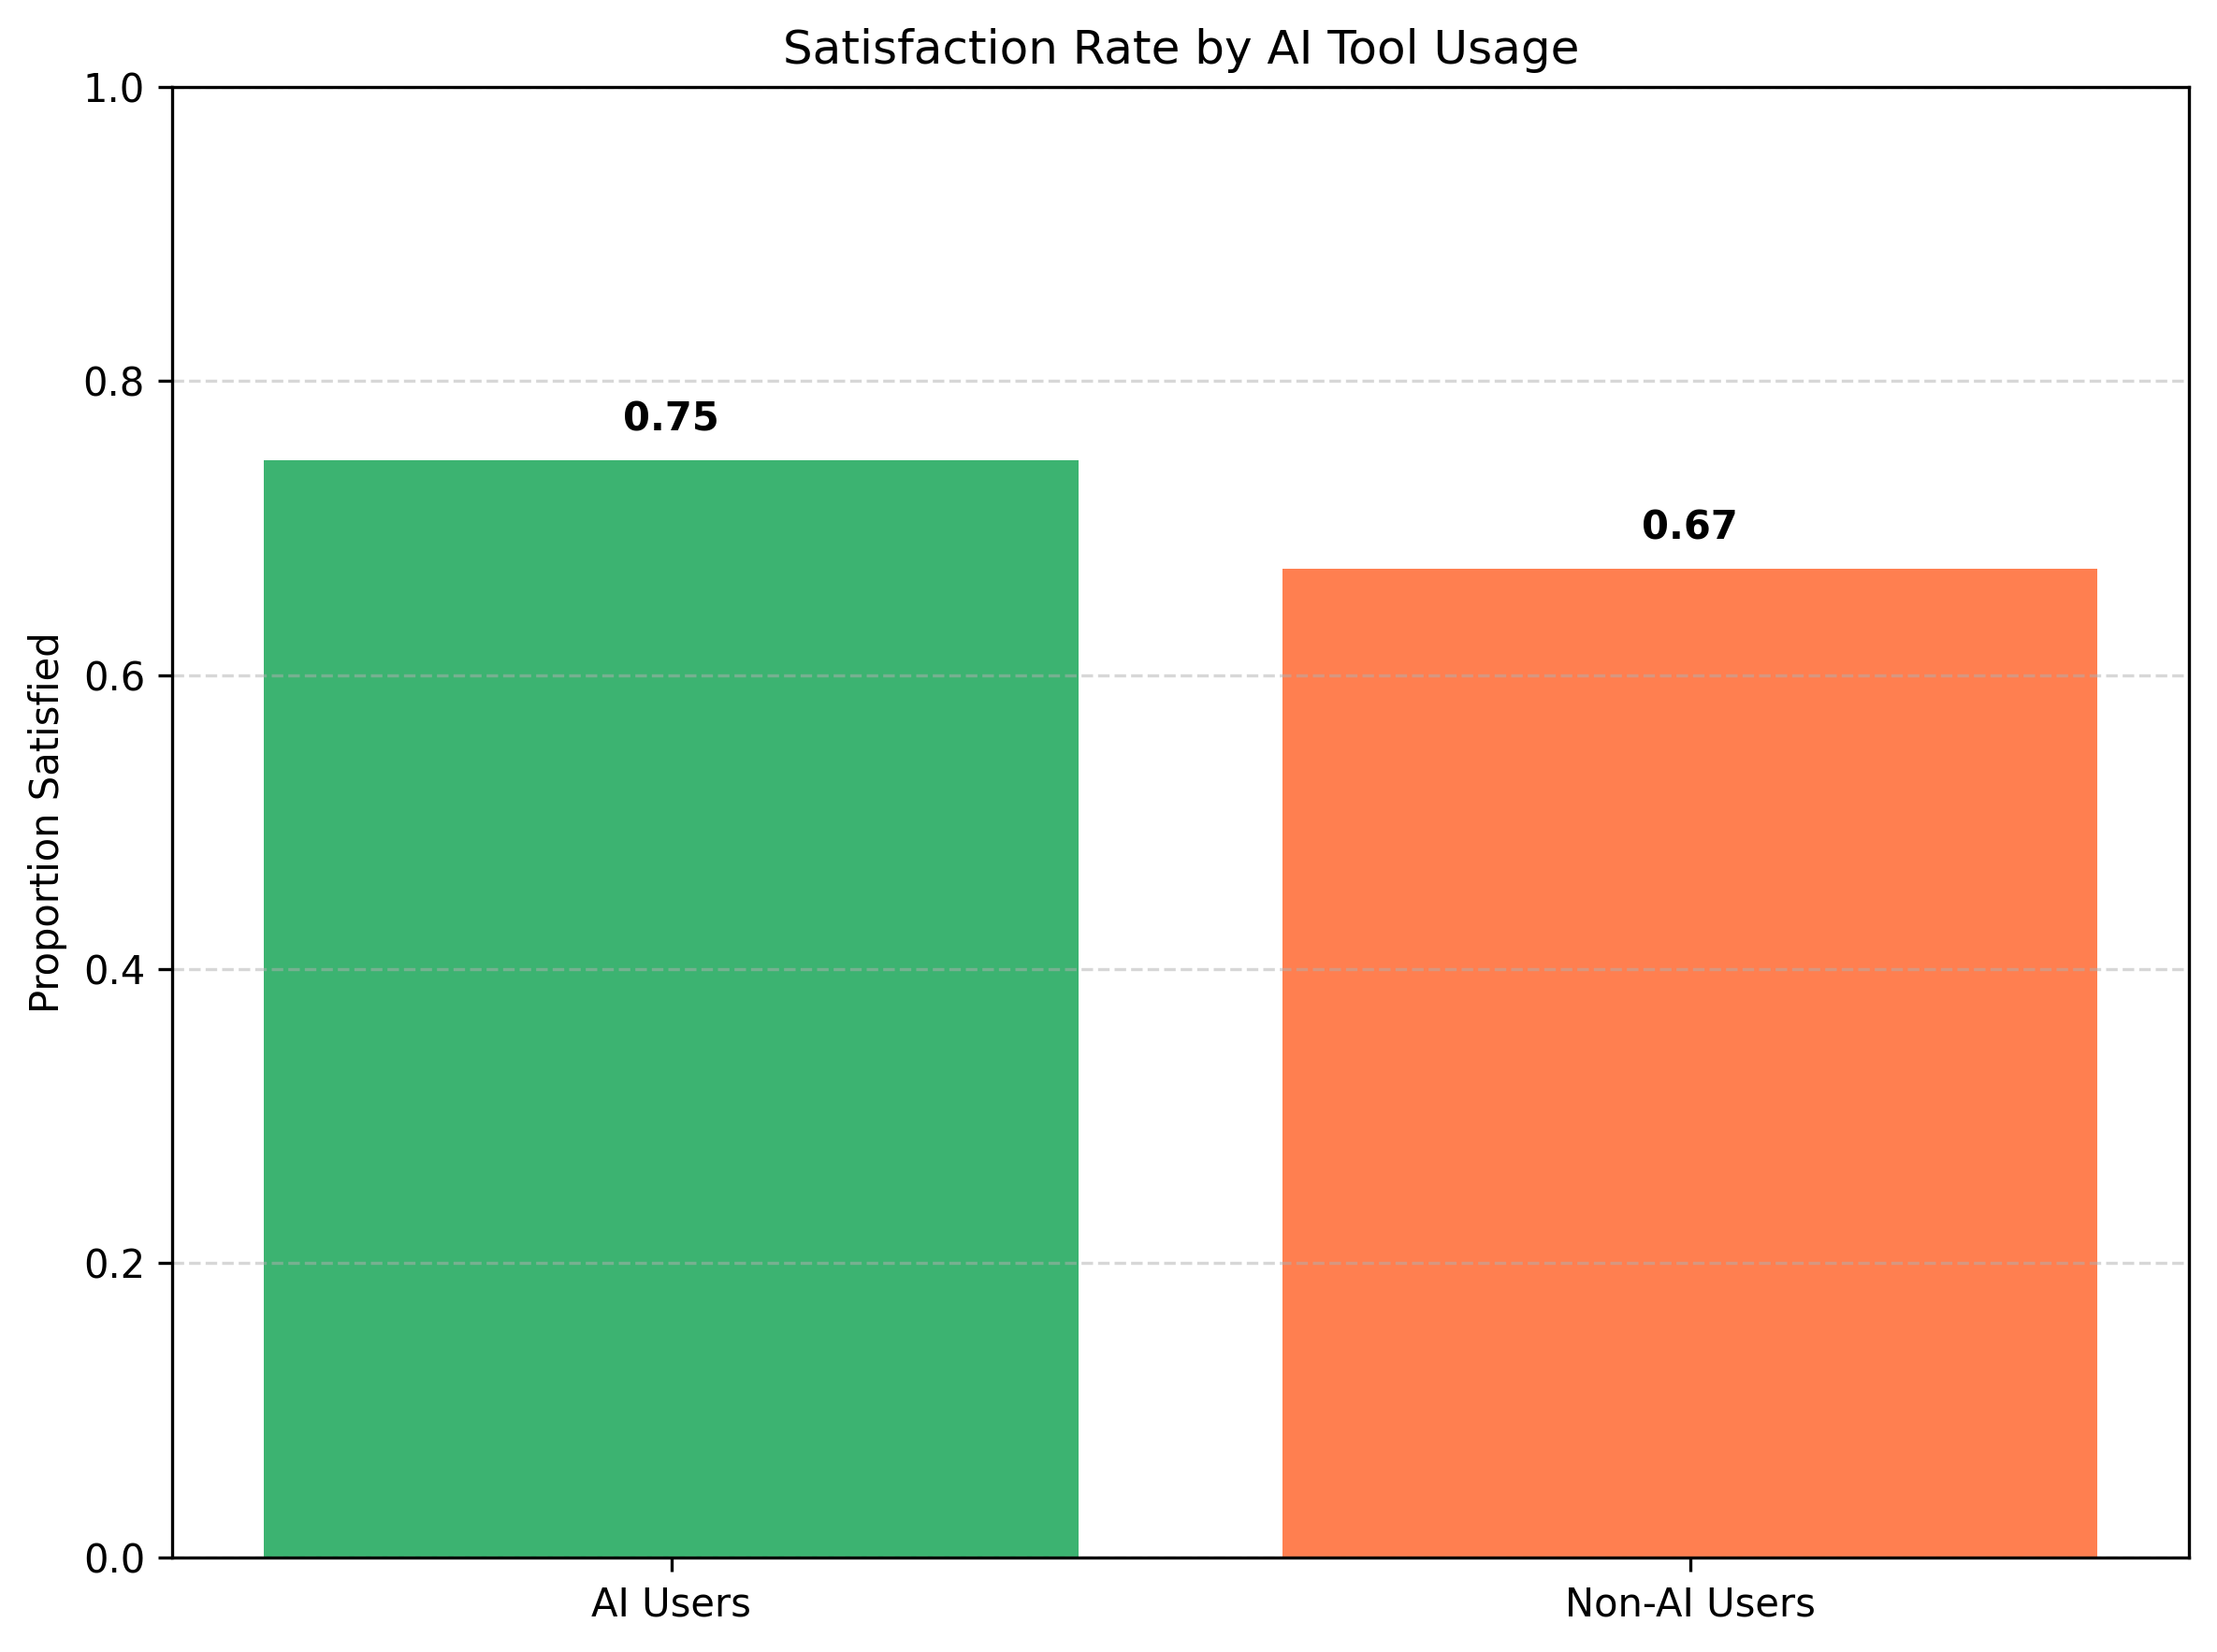 Satisfaction Rate by AI Tool Usage
1.0
0.8
0.6
0.4
0.2
0.0
Proportion Satisfied
0.75
0.67
AI Users
Non-AI Users